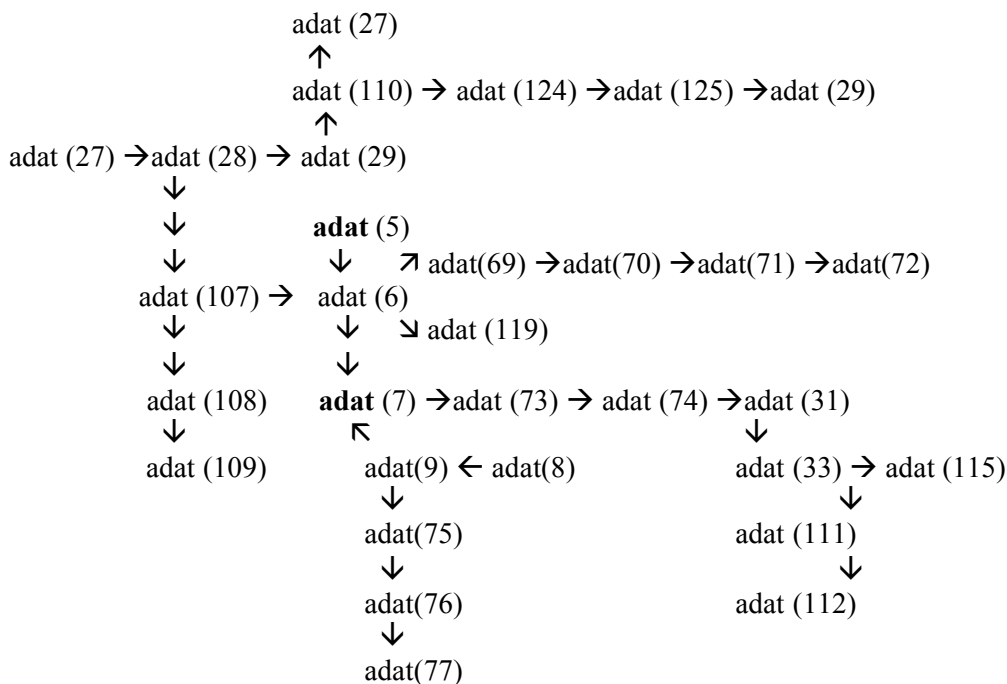 adat (27)
↑
adat (110) → adat (124) → adat (125) → adat (29)
↑
adat (27) → adat (28) → adat (29)
↓
↓ adat (5)
↓ ↓ ↗ adat(69) → adat(70) → adat(71) → adat(72)
adat (107) → adat (6)
↓ ↓ ↘ adat (119)
↓ ↓
adat (108) adat (7) → adat (73) → adat (74) → adat (31)
↓ ↖ ↓
adat (109) adat(9) ← adat(8) adat (33) → adat (115)
↓ ↓
adat(75) adat (111)
↓ ↓
adat(76) adat (112)
↓
adat(77)